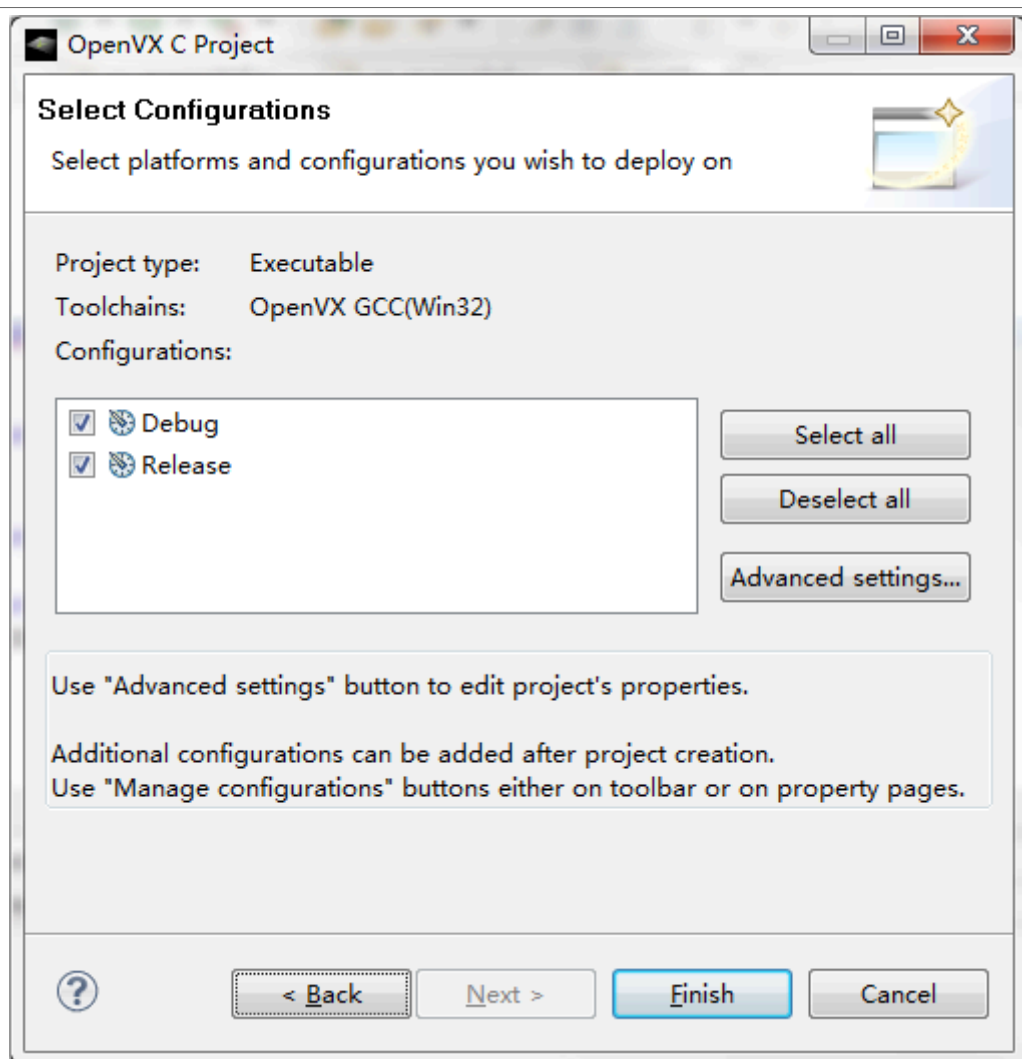 OpenVX C Project
Select Configurations
Select platforms and configurations you wish to deploy on
Project type: Executable
Toolchains: OpenVX GCC(Win32)
Configurations:
Debug
Release
Select all
Deselect all
Advanced settings...
Use "Advanced settings" button to edit project's properties.
Additional configurations can be added after project creation.
Use "Manage configurations" buttons either on toolbar or on property pages.
?
< Back
Next >
Finish
Cancel